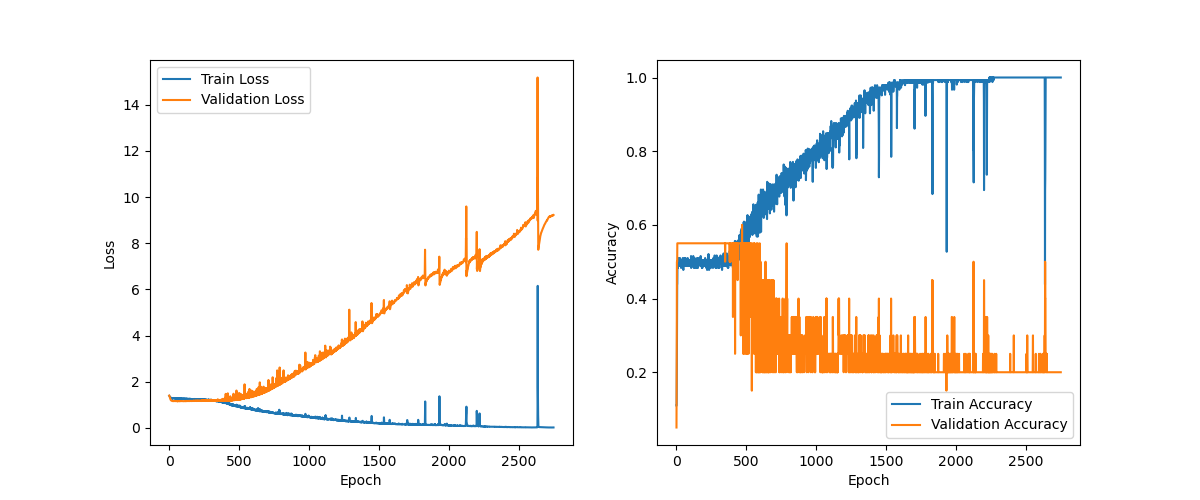 Train Loss
Validation Loss
14
12
10
8
6
4
2
0
Loss
0 500 1000 1500 2000 2500
Epoch
1.0
0.8
0.6
0.4
0.2
Accuracy
Train Accuracy
Validation Accuracy
0 500 1000 1500 2000 2500
Epoch